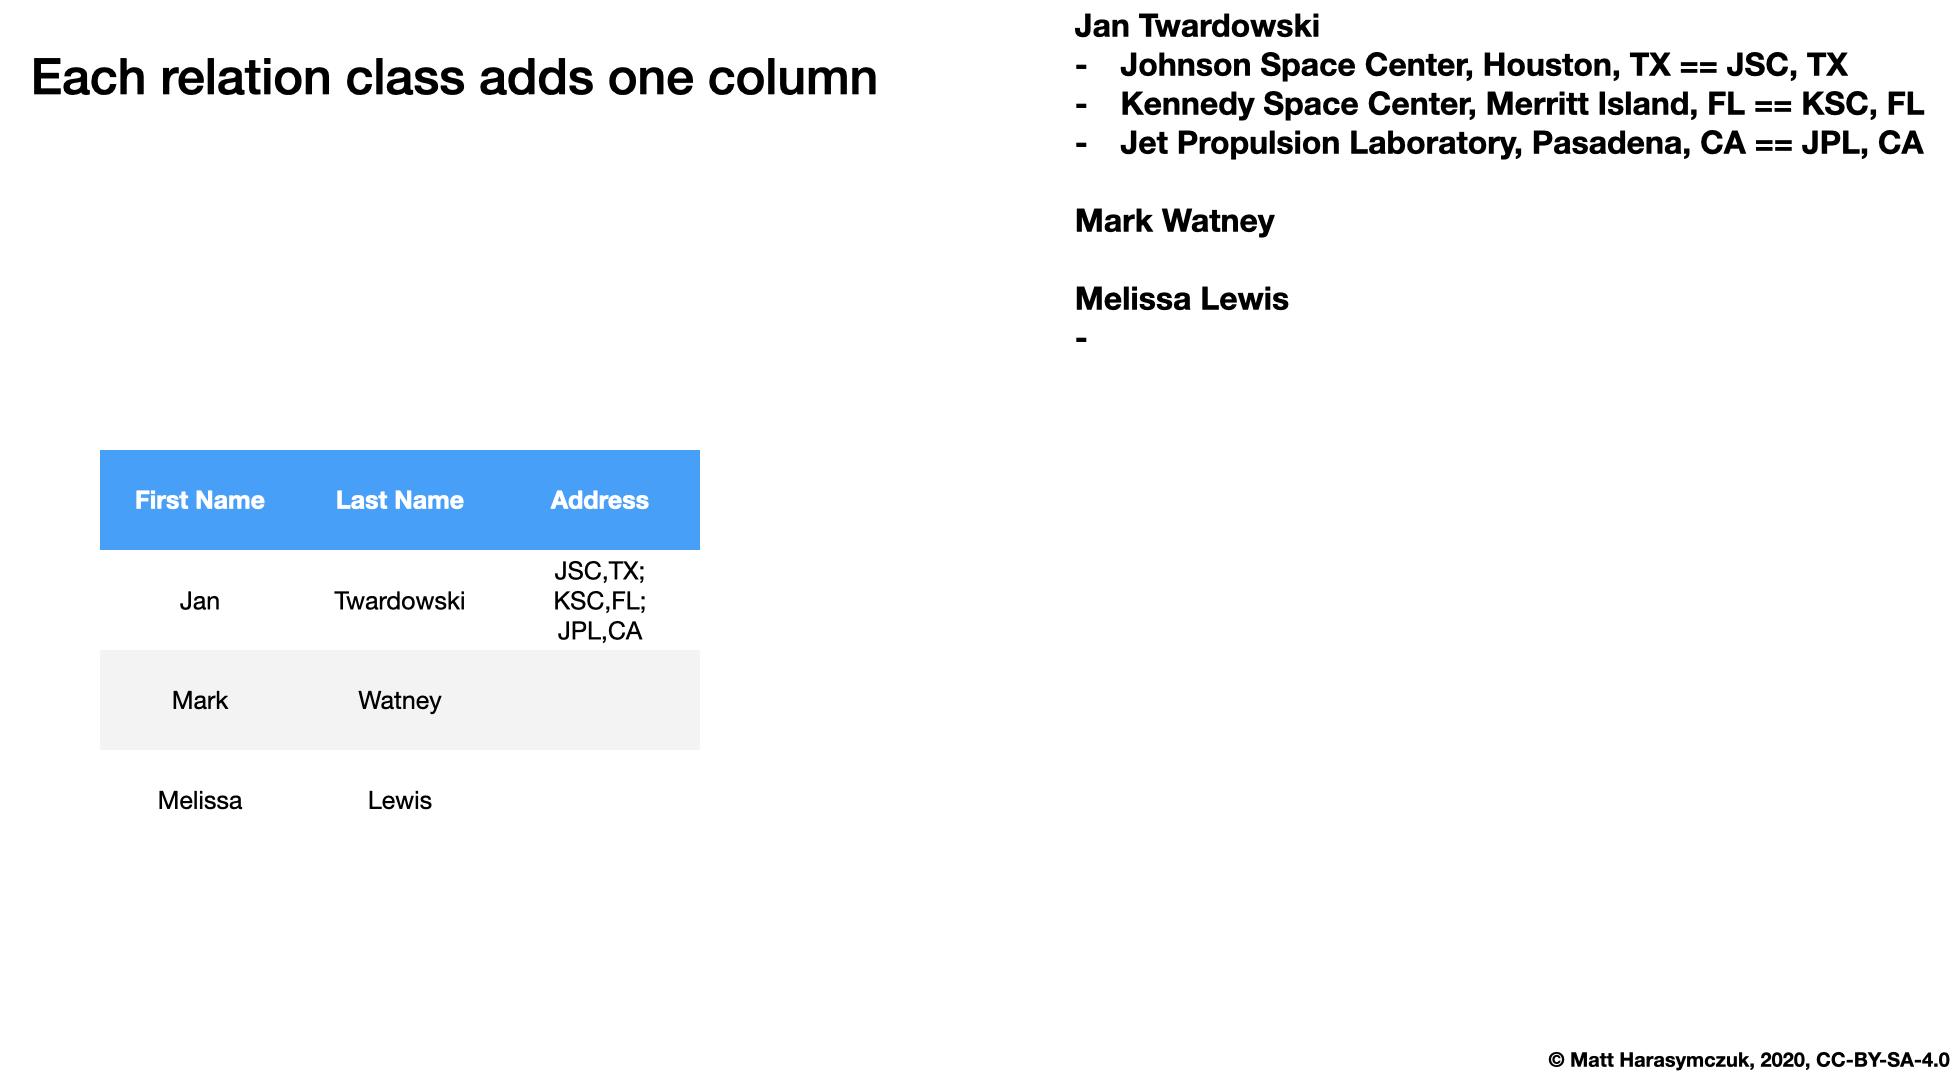 Each relation class adds one column
Jan Twardowski
- Johnson Space Center, Houston, TX == JSC, TX
- Kennedy Space Center, Merritt Island, FL == KSC, FL
- Jet Propulsion Laboratory, Pasadena, CA == JPL, CA
Mark Watney
Melissa Lewis
-
First Name Last Name Address
Jan Twardowski JSC,TX;
KSC,FL;
JPL,CA
Mark Watney
Melissa Lewis
© Matt Harasymczuk, 2020, CC-BY-SA-4.0